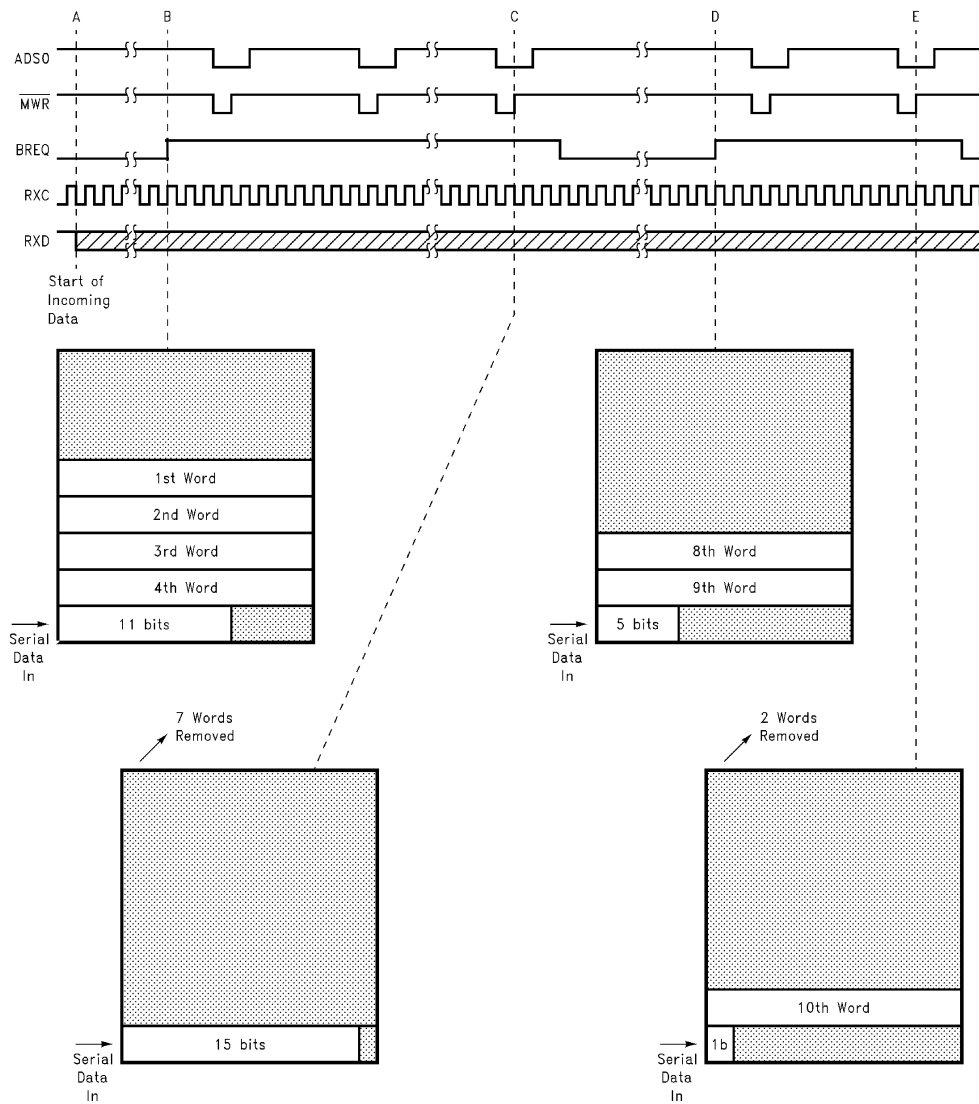 A B C D E
ADS0
MWR
BREQ
RXC
RXD
Start of
Incoming
Data
1st Word
2nd Word
3rd Word
4th Word
11 bits
Serial
Data
In
8th Word
9th Word
5 bits
Serial
Data
In
7 Words
Removed
15 bits
Serial
Data
In
2 Words
Removed
10th Word
1b
Serial
Data
In